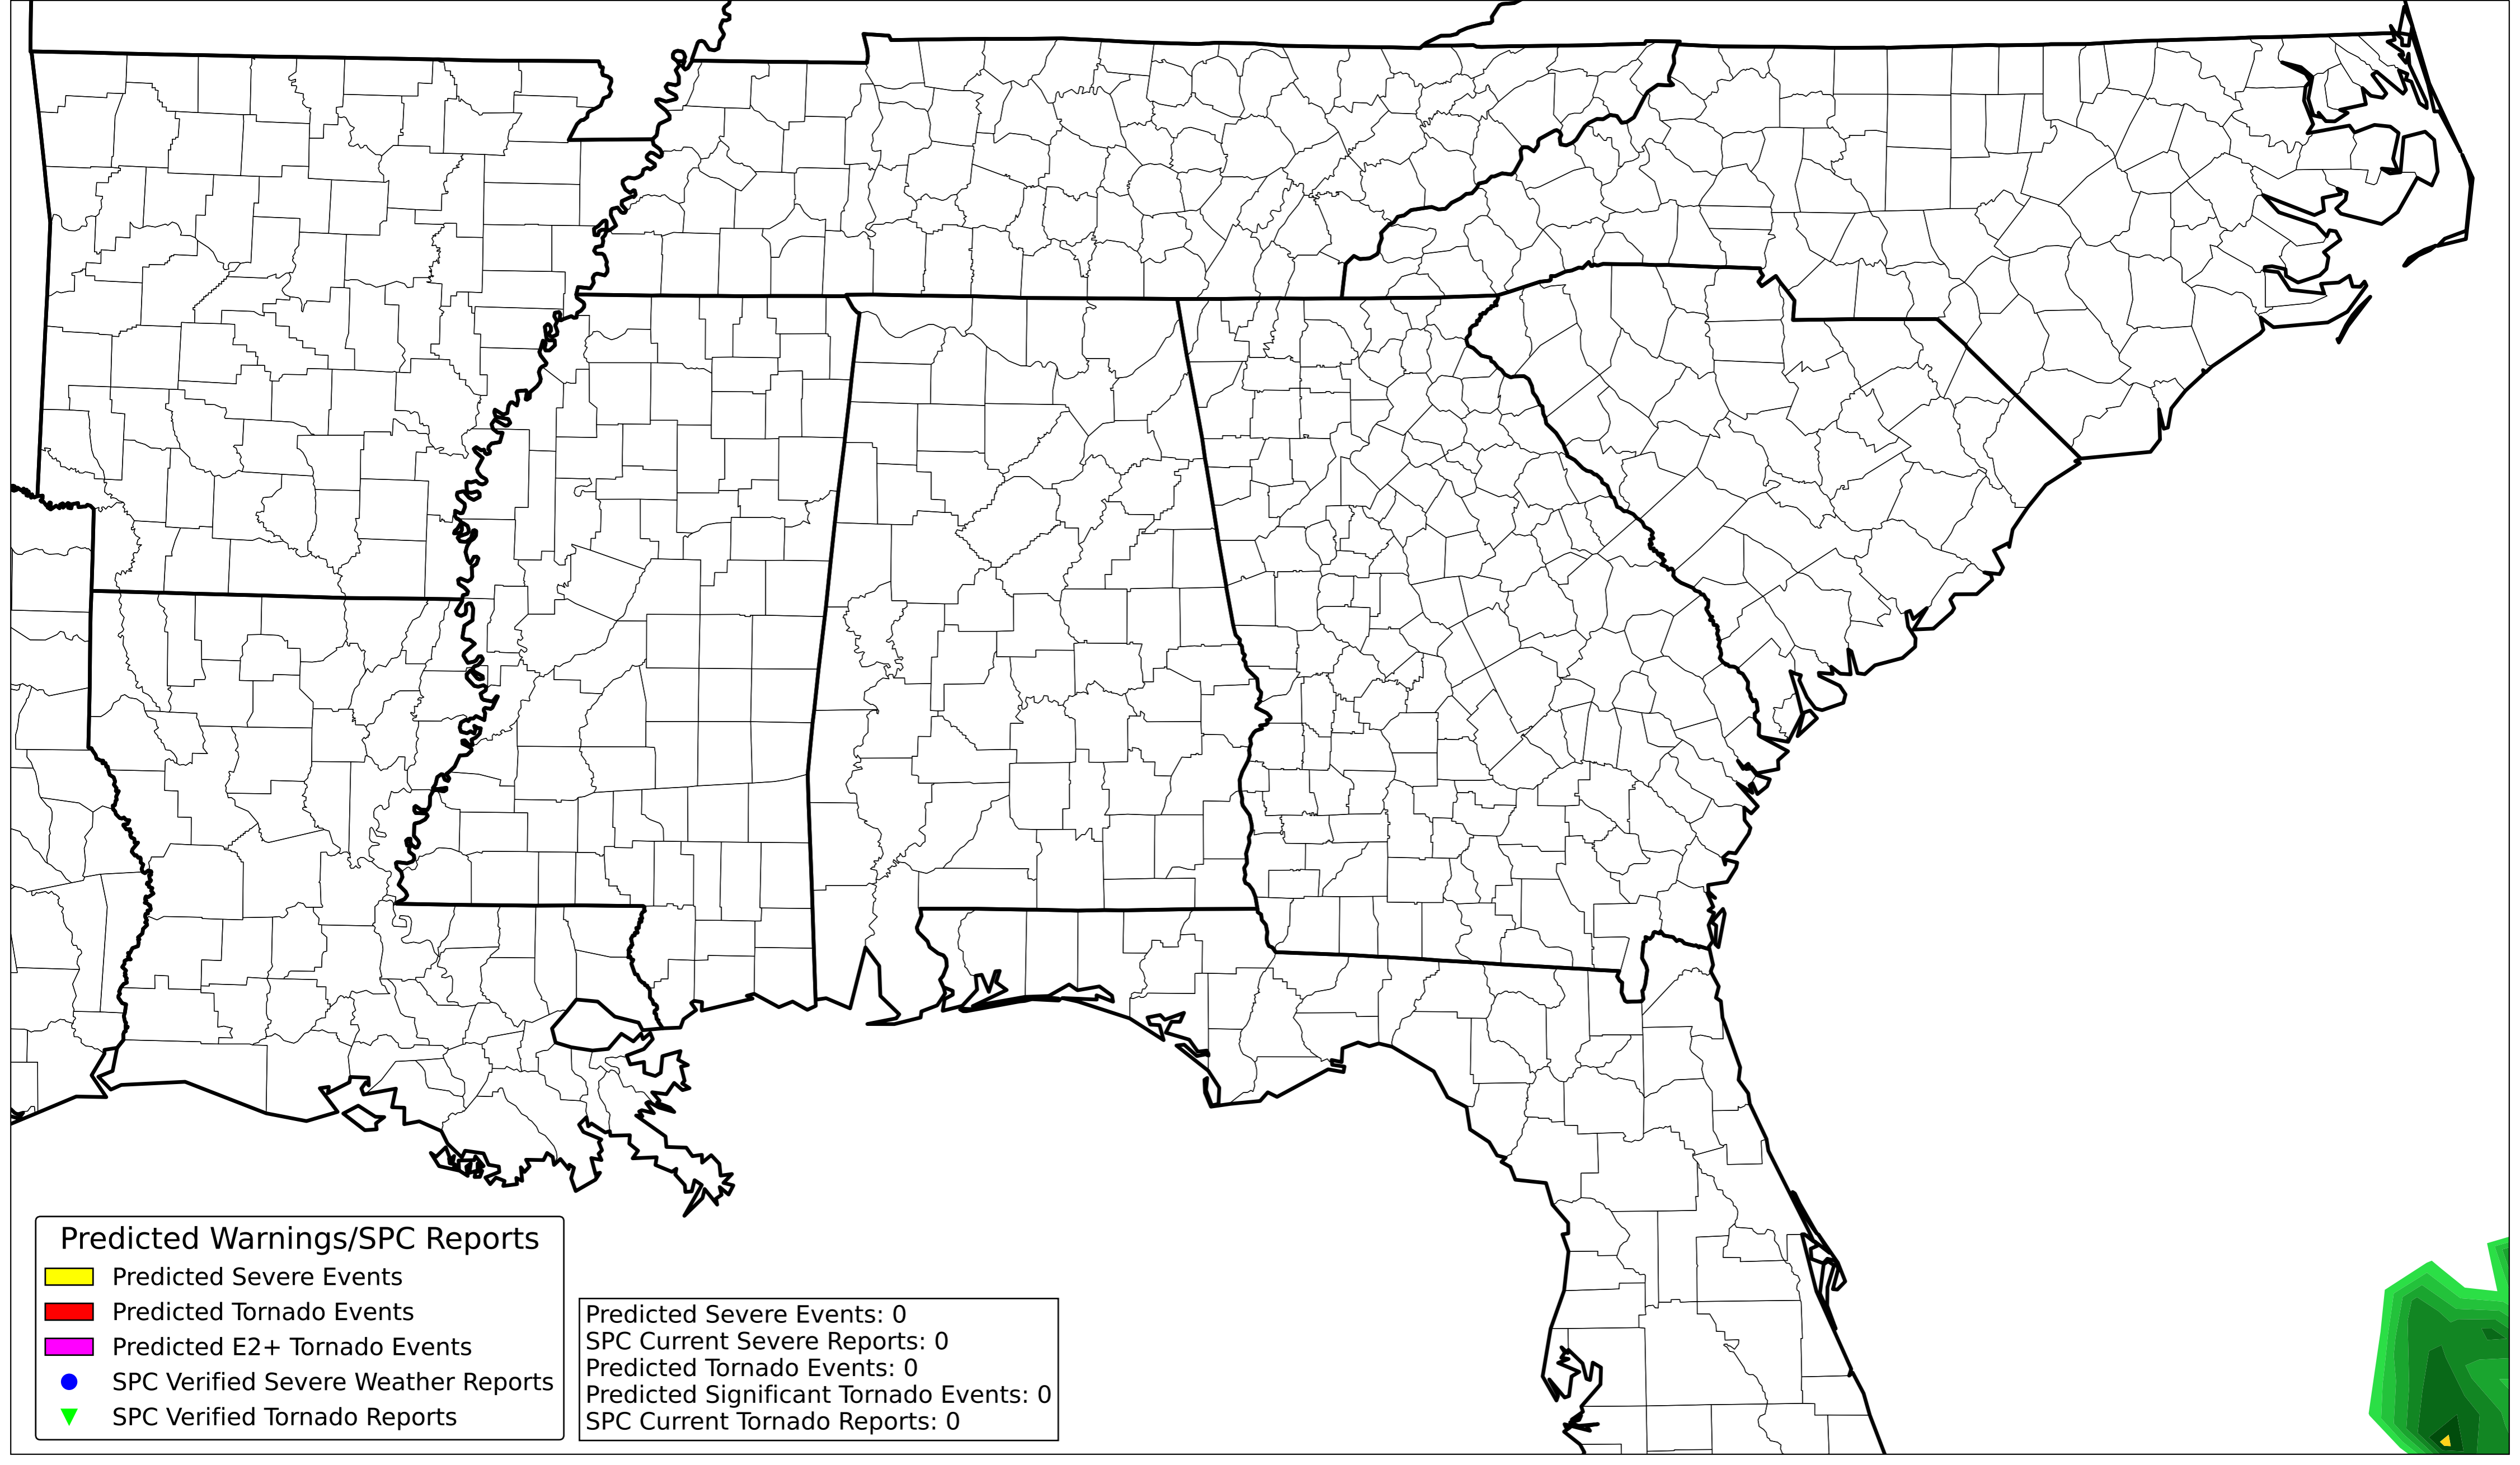 Predicted Warnings/SPC Reports
Predicted Severe Events
Predicted Tornado Events
Predicted E2+ Tornado Events
SPC Verified Severe Weather Reports
SPC Verified Tornado Reports
Predicted Severe Events: 0
SPC Current Severe Reports: 0
Predicted Tornado Events: 0
Predicted Significant Tornado Events: 0
SPC Current Tornado Reports: 0